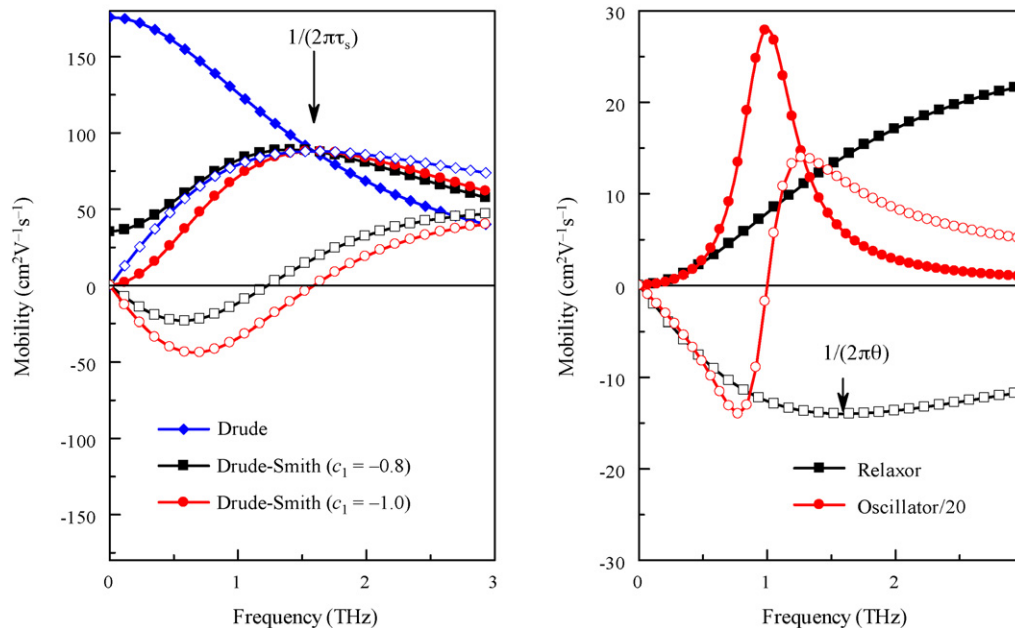 1/(2πτₛ)
Mobility (cm²V⁻¹s⁻¹)
150
100
50
0
-50
-100
-150
Drude
Drude-Smith (c₁ = –0.8)
Drude-Smith (c₁ = –1.0)
0
1
2
3
Frequency (THz)
30
20
10
0
-10
-20
-30
Mobility (cm²V⁻¹s⁻¹)
1/(2πθ)
Relaxor
Oscillator/20
0
1
2
Frequency (THz)